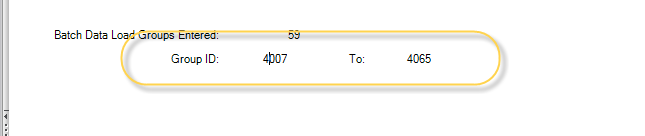 Batch Data Load Groups Entered: 59
Group ID: 4007 To: 4065